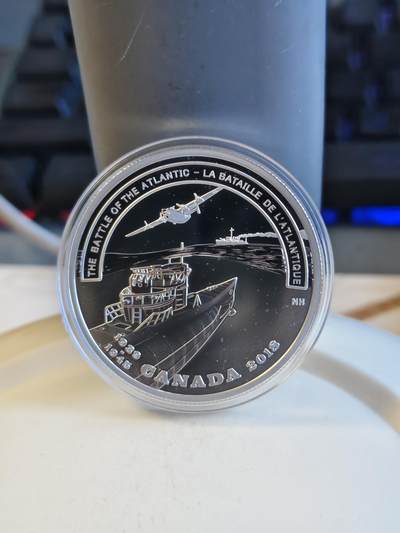 THE BATTLE OF THE ATLANTIC – LA BATAILLE DE L'ATLANTIQUE
NH
1939
1945
CANADA 2018